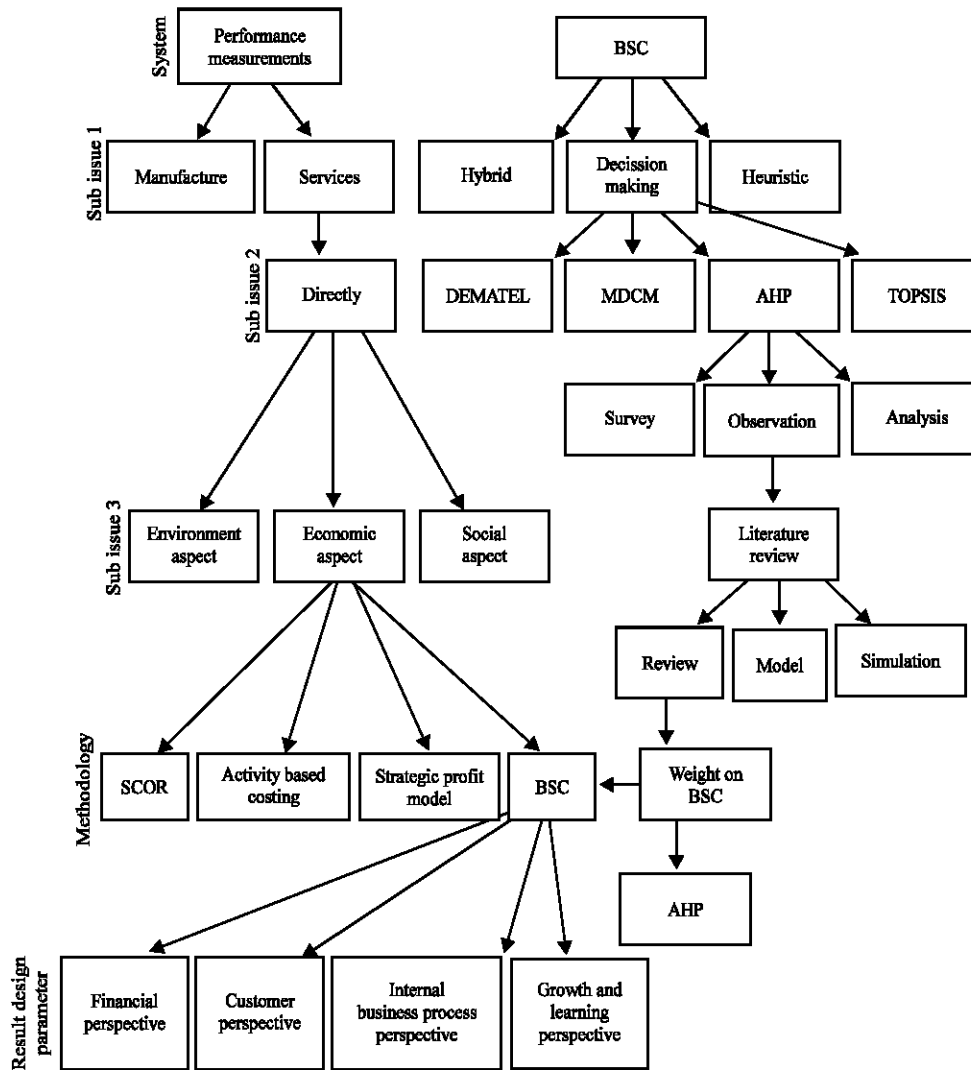 System
Performance
measurements
BSC
Sub issue 1
Manufacture
Services
Hybrid
Decission
making
Heuristic
Sub issue 2
Directly
DEMATEL
MDCM
AHP
TOPSIS
Survey
Observation
Analysis
Sub issue 3
Environment
aspect
Economic
aspect
Social
aspect
Literature
review
Review
Model
Simulation
Methodology
SCOR
Activity based
costing
Strategic profit
model
BSC
Weight on
BSC
AHP
Result design
parameter
Financial
perspective
Customer
perspective
Internal
business process
perspective
Growth and
learning
perspective